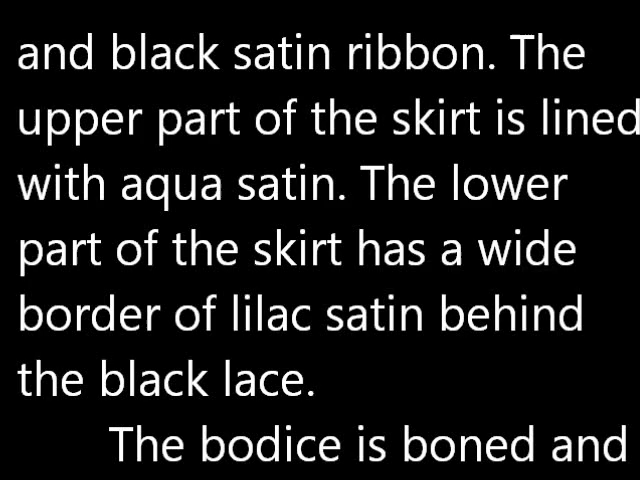 and black satin ribbon. The
upper part of the skirt is lined
with aqua satin. The lower
part of the skirt has a wide
border of lilac satin behind
the black lace.
The bodice is boned and